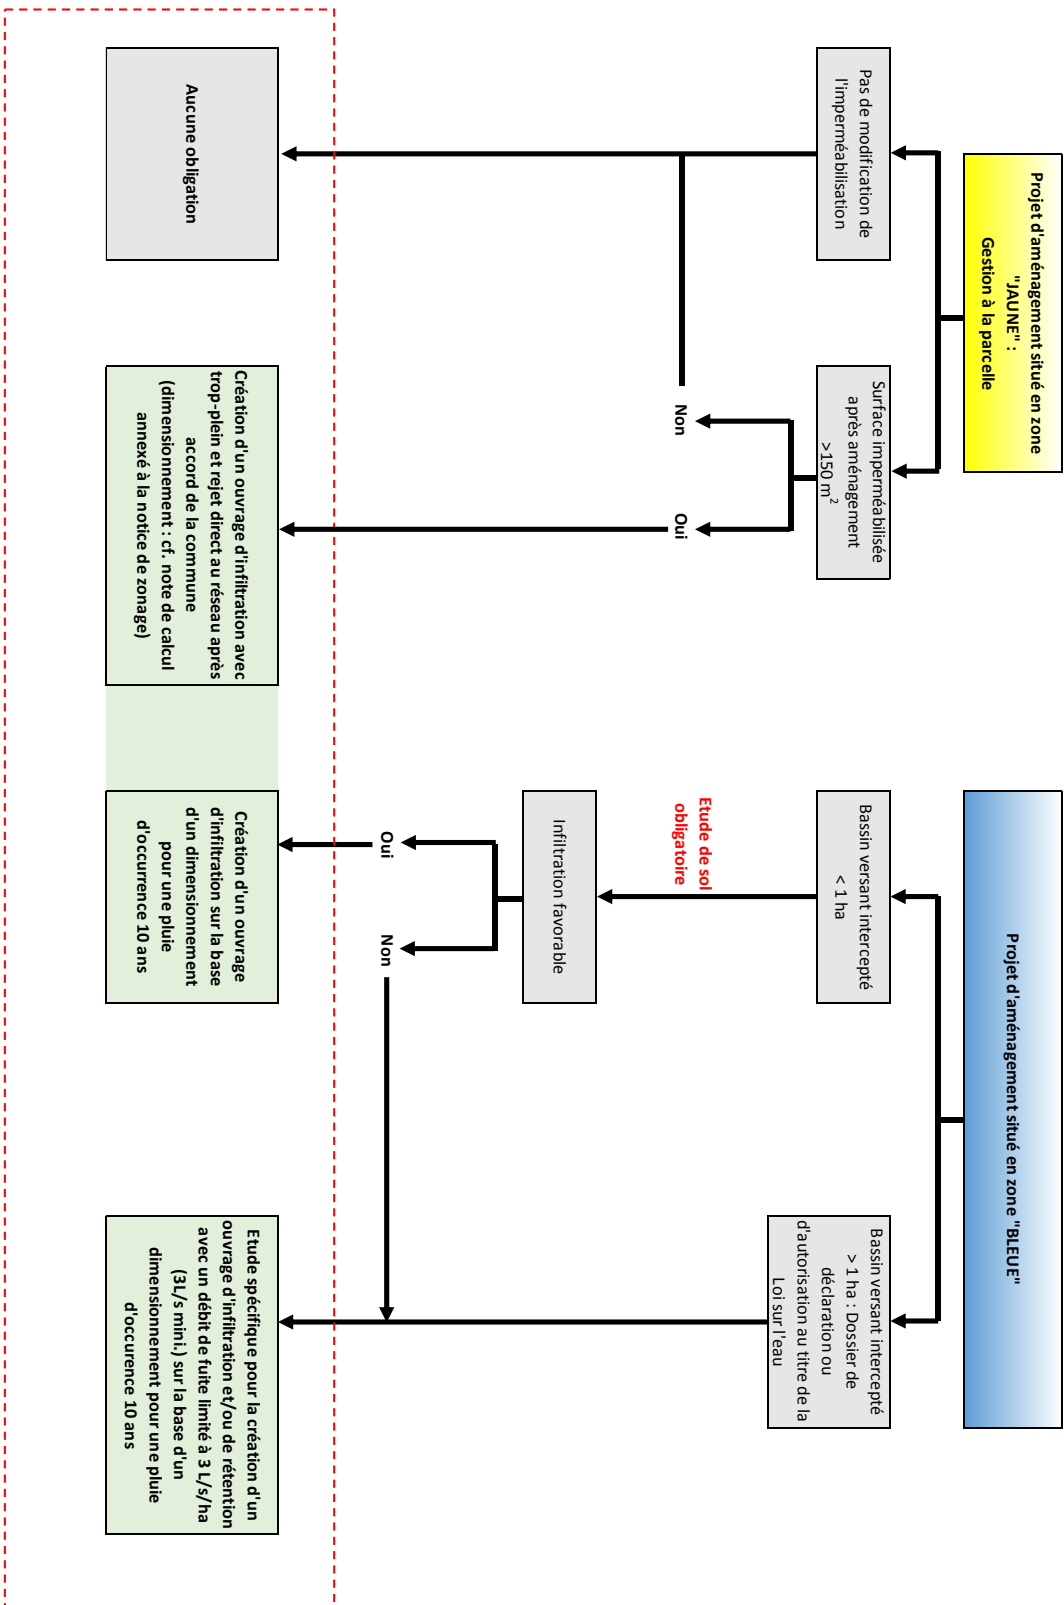 Projet d'aménagement situé en zone
"JAUNE" :
Gestion à la parcelle
Projet d'aménagement situé en zone "BLEUE"
Pas de modification de
l'imperméabilisation
Surface imperméabilisée
après aménagement
>150 m²
Bassin versant intercepté
< 1 ha
Bassin versant intercepté
> 1 ha : Dossier de
déclaration ou
d'autorisation au titre de la
Loi sur l'eau
Non
Oui
Etude de sol
obligatoire
Infiltration favorable
Oui
Non
Aucune obligation
Création d'un ouvrage d'infiltration avec
trop-plein et rejet direct au réseau après
accord de la commune
(dimensionnement : cf. note de calcul
annexé à la notice de zonage)
Création d'un ouvrage
d'infiltration sur la base
d'un dimensionnement
pour une pluie
d'occurrence 10 ans
Etude spécifique pour la création d'un
ouvrage d'infiltration et/ou de rétention
avec un débit de fuite limité à 3 L/s/ha
(3L/s mini.) sur la base d'un
dimensionnement pour une pluie
d'occurence 10 ans